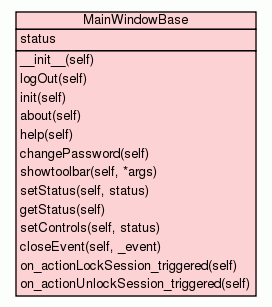 MainWindowBase
status
__init__(self)
logOut(self)
init(self)
about(self)
help(self)
changePassword(self)
showtoolbar(self, *args)
setStatus(self, status)
getStatus(self)
setControls(self, status)
closeEvent(self, _event)
on_actionLockSession_triggered(self)
on_actionUnlockSession_triggered(self)